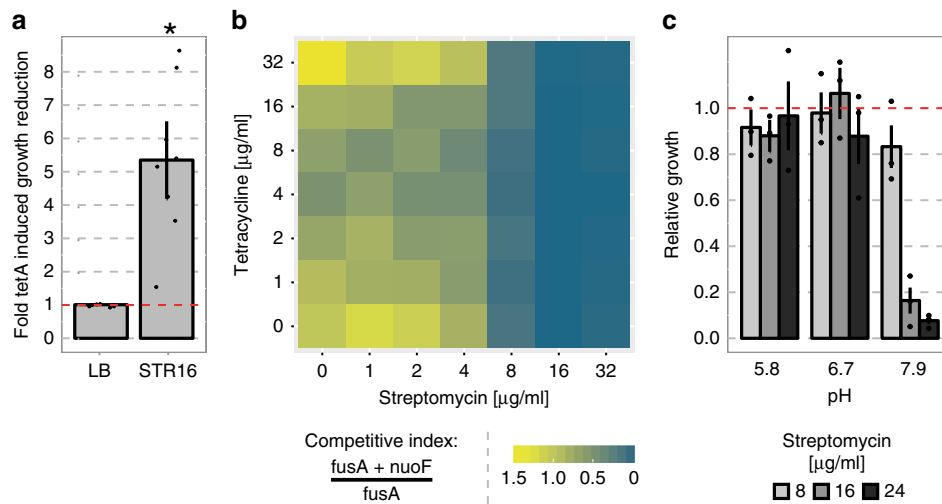 a
Fold tetA induced growth reduction
8
7
6
5
4
3
2
1
0
*
LB STR16
b
Tetracycline [µg/ml]
32
16
8
4
2
1
0
0 1 2 4 8 16 32
Streptomycin [µg/ml]
Competitive index:
fusA + nuoF
fusA
1.5 1.0 0.5 0
c
Relative growth
1.0
0.8
0.6
0.4
0.2
0.0
5.8 6.7 7.9
pH
Streptomycin
[µg/ml]
8 16 24